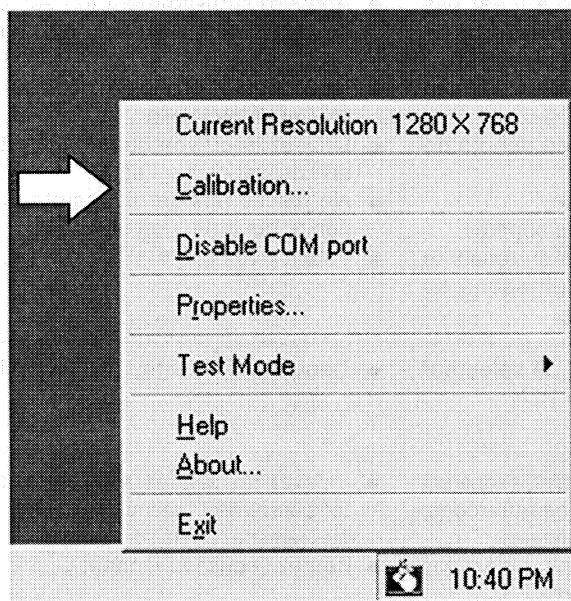 Current Resolution 1280 X 768
Calibration...
Disable COM port
Properties...
Test Mode
Help
About...
Exit
10:40 PM